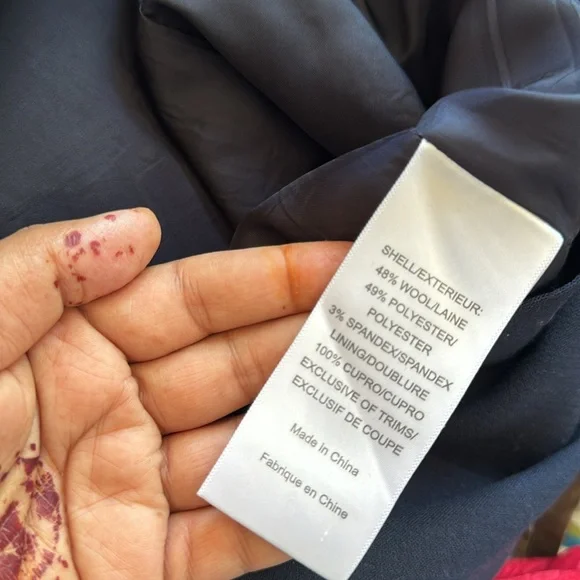 SHELL/EXTERIEUR:
48% WOOL/LAINE
49% POLYESTER/
POLYESTER
3% SPANDEX/SPANDEX
LINING/DOUBLURE
100% CUPRO/CUPRO
EXCLUSIVE OF TRIMS/
EXCLUSIF DE COUPE
Made in China
Fabrique en Chine